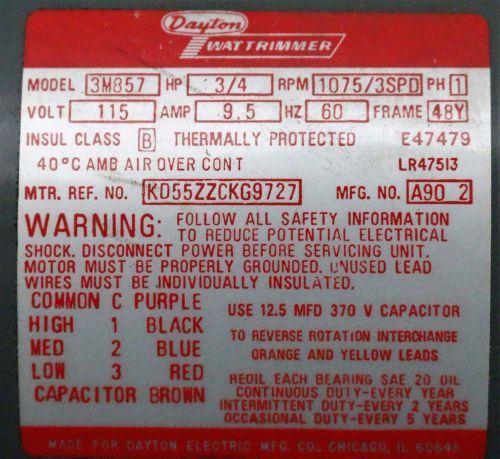 Dayton
WATTRIMMER
MODEL 3M857 HP 3/4 RPM 1075/3SPD PH 1
VOLT 115 AMP 9.5 HZ 60 FRAME 48Y
INSUL CLASS B THERMALLY PROTECTED E47479
40°C AMB AIR OVER CONT LR47513
MTR. REF. NO. KD55ZZCKG9727 MFG. NO. A90 2
WARNING: FOLLOW ALL SAFETY INFORMATION
TO REDUCE POTENTIAL ELECTRICAL
SHOCK. DISCONNECT POWER BEFORE SERVICING UNIT.
MOTOR MUST BE PROPERLY GROUNDED. UNUSED LEAD
WIRES MUST BE INDIVIDUALLY INSULATED.
COMMON C PURPLE
HIGH 1 BLACK
MED 2 BLUE
LOW 3 RED
CAPACITOR BROWN
USE 12.5 MFD 370 V CAPACITOR
TO REVERSE ROTATION INTERCHANGE
ORANGE AND YELLOW LEADS
REOIL EACH BEARING SAE 20 OIL
CONTINUOUS DUTY-EVERY YEAR
INTERMITTENT DUTY-EVERY 2 YEARS
OCCASIONAL DUTY-EVERY 5 YEARS
MADE FOR DAYTON ELECTRIC MFG. CO., CHICAGO, IL 60648